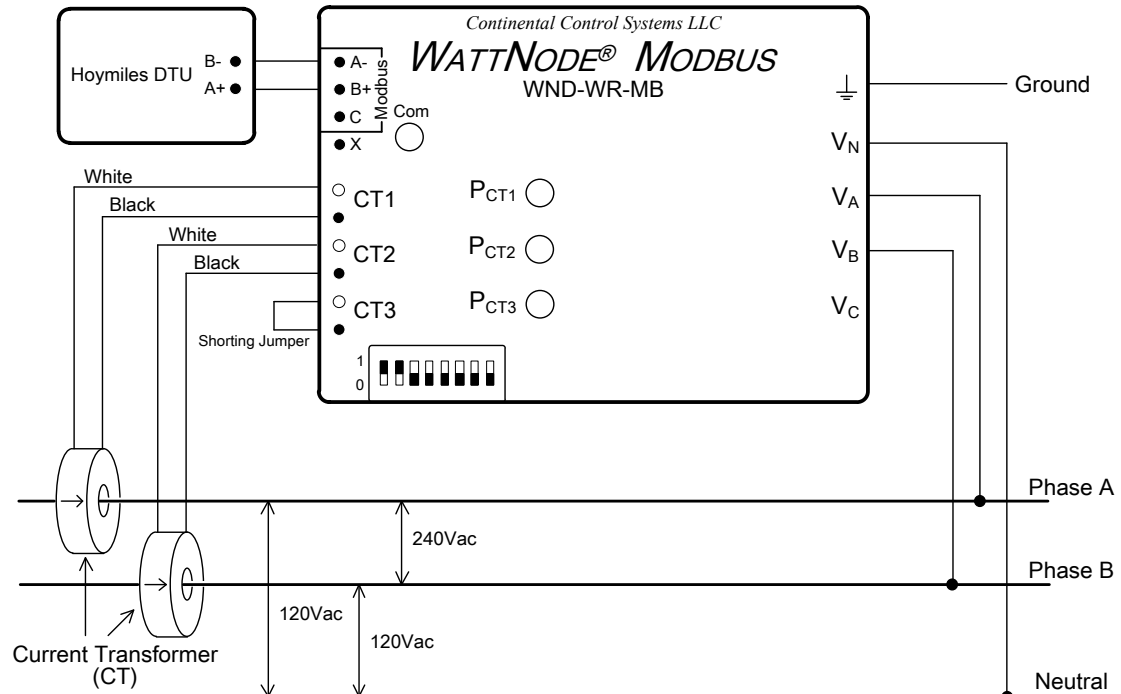 Continental Control Systems LLC
WATTNODE® MODBUS
WND-WR-MB
Hoymiles DTU
B-
A+
A-
B+
C
X
Modbus
Com
Ground
VN
VA
VB
VC
White
Black
White
Black
CT1
CT2
CT3
PCT1
PCT2
PCT3
Shorting Jumper
1
0
Phase A
240Vac
Phase B
120Vac
120Vac
Current Transformer
(CT)
Neutral